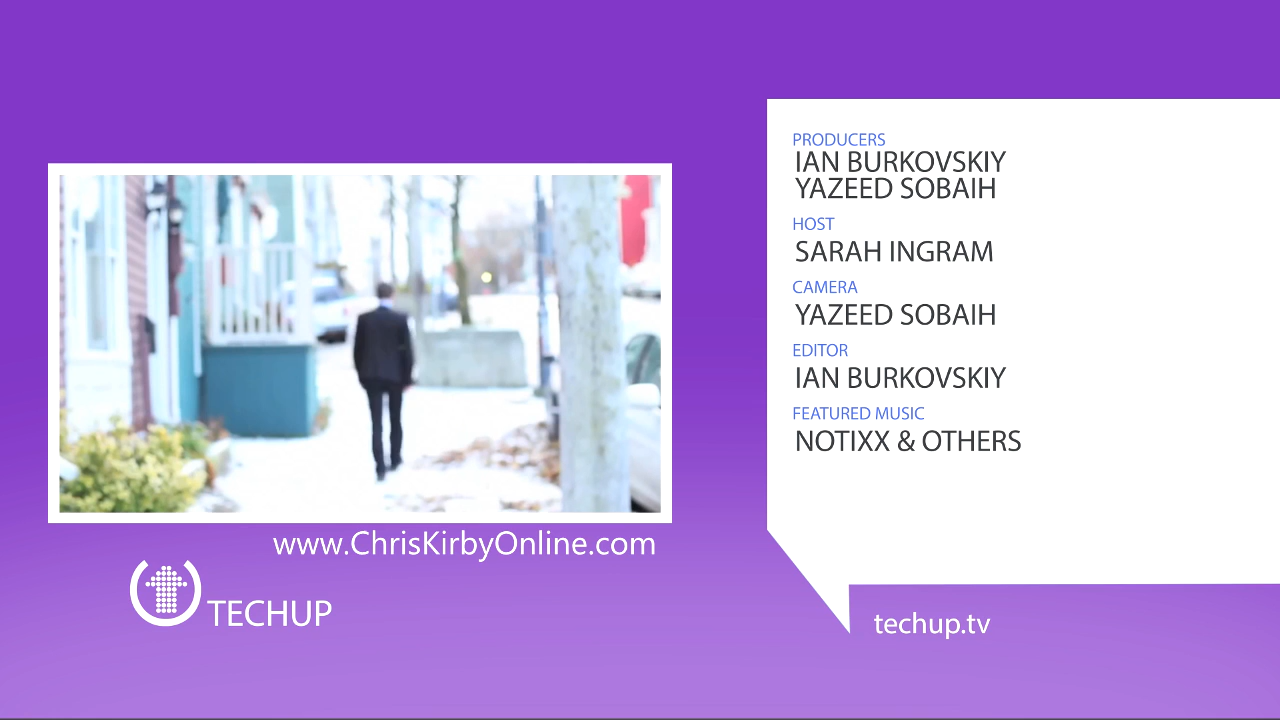 PRODUCERS
IAN BURKOVSKIY
YAZEED SOBAIH
HOST
SARAH INGRAM
CAMERA
YAZEED SOBAIH
EDITOR
IAN BURKOVSKIY
FEATURED MUSIC
NOTIXX & OTHERS
www.ChrisKirbyOnline.com
TECHUP
techup.tv